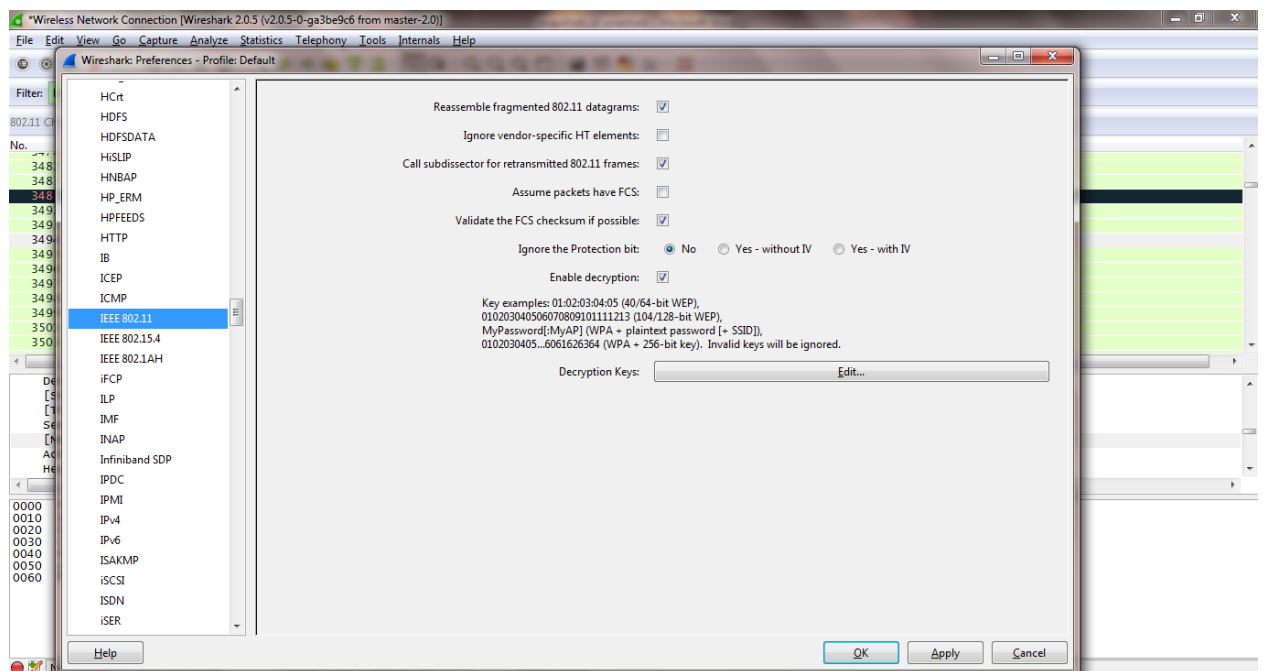 *Wireless Network Connection [Wireshark 2.0.5 (v2.0.5-0-ga3be9c6 from master-2.0)]
File Edit View Go Capture Analyze Statistics Telephony Tools Internals Help
Wireshark: Preferences - Profile: Default
Filter:
802.11
No.
HCrt
HDFS
HDFSDATA
HiSLIP
HNBAP
HP_ERM
HPFEEDS
HTTP
IB
ICEP
ICMP
IEEE 802.11
IEEE 802.15.4
IEEE 802.1AH
iFCP
ILP
IMF
INAP
Infiniband SDP
IPDC
IPMI
IPv4
IPv6
ISAKMP
iSCSI
ISDN
iSER
Reassemble fragmented 802.11 datagrams:
Ignore vendor-specific HT elements:
Call subdissector for retransmitted 802.11 frames:
Assume packets have FCS:
Validate the FCS checksum if possible:
Ignore the Protection bit: No Yes - without IV Yes - with IV
Enable decryption:
Key examples: 01:02:03:04:05 (40/64-bit WEP),
010203040506070809101111213 (104/128-bit WEP),
MyPassword[:MyAP] (WPA + plaintext password [+ SSID]),
0102030405...6061626364 (WPA + 256-bit key). Invalid keys will be ignored.
Decryption Keys: Edit...
0000
0010
0020
0030
0040
0050
0060
Help OK Apply Cancel